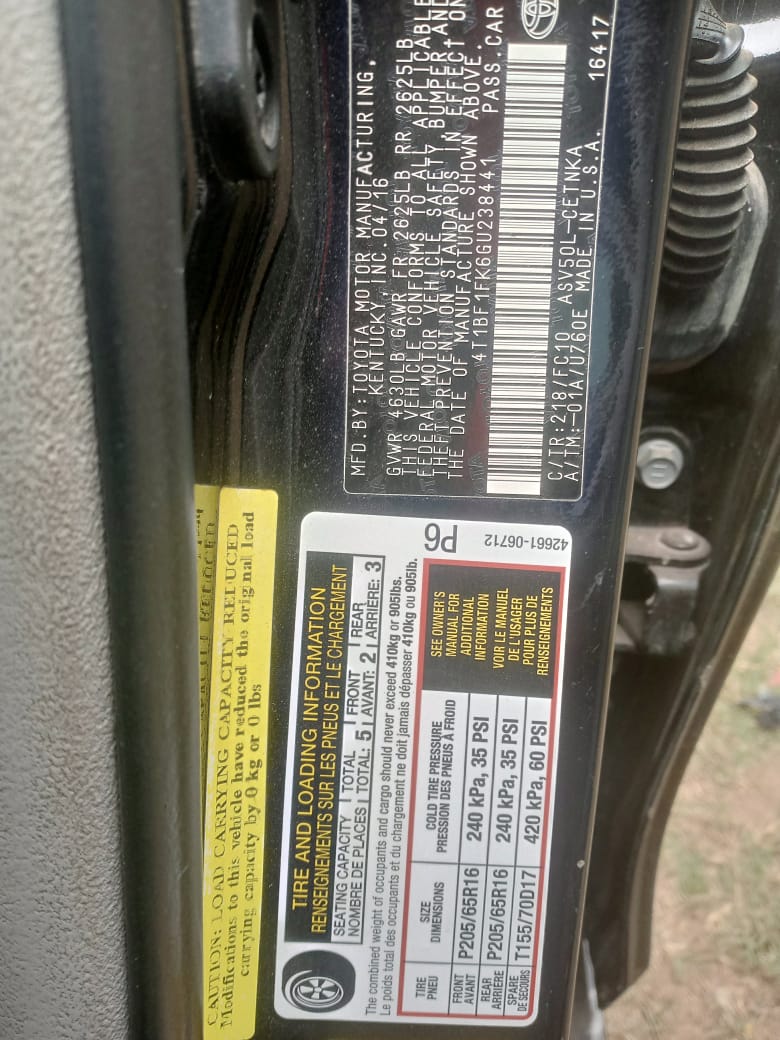 MFD.BY:TOYOTA MOTOR MANUFACTURING,
KENTUCKY INC.04/16
GVWR 4630LB GAWR FR 2625LB RR 2625LB
THIS VEHICLE CONFORMS TO ALL APPLICABLE
FEDERAL MOTOR VEHICLE SAFETY, BUMPER AND
THEFT PREVENTION STANDARDS IN EFFECT ON
THE DATE OF MANUFACTURE SHOWN ABOVE.
4T1BF1FK6GU238441 PASS.CAR
C/TR:218/FC10 ASV50L-CETNKA
A/TM:-01A/U760E MADE IN U.S.A. 16417
CAPACITY REDUCED
CAUTION: LOAD CARRYING CAPACITY REDUCED
Modifications to this vehicle have reduced the original load
carrying capacity by 0 kg or 0 lbs
TIRE AND LOADING INFORMATION
RENSEIGNEMENTS SUR LES PNEUS ET LE CHARGEMENT
SEATING CAPACITY TOTAL 5 FRONT 2 REAR 3
NOMBRE DE PLACES TOTAL: AVANT: ARRIÈRE:
The combined weight of occupants and cargo should never exceed 410kg or 905lbs.
Le poids total des occupants et du chargement ne doit jamais dépasser 410kg ou 905lb.
TIRE SIZE COLD TIRE PRESSURE
PNEU DIMENSIONS PRESSION DES PNEUS À FROID
FRONT AVANT P205/65R16 240 kPa, 35 PSI
REAR ARRIÈRE P205/65R16 240 kPa, 35 PSI
SPARE DE SECOURS T155/70D17 420 kPa, 60 PSI
SEE OWNER'S
MANUAL FOR
ADDITIONAL
INFORMATION
VOIR LE MANUEL
DE L'USAGER
POUR PLUS DE
RENSEIGNEMENTS
P6
42661-06712